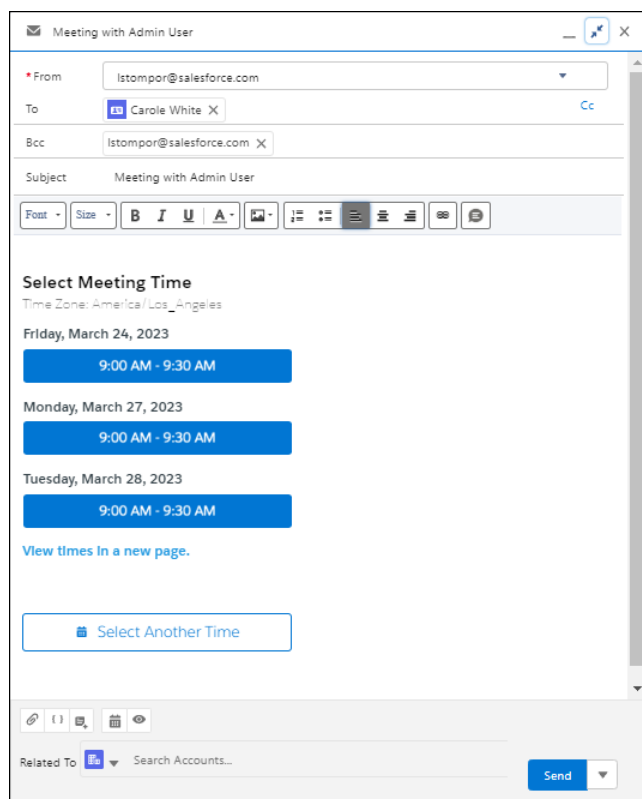 Meeting with Admin User
* From lstompor@salesforce.com
To Carole White Cc
Bcc lstompor@salesforce.com
Subject Meeting with Admin User
Font Size B I U A
Select Meeting Time
Time Zone: America/Los_Angeles
Friday, March 24, 2023
9:00 AM - 9:30 AM
Monday, March 27, 2023
9:00 AM - 9:30 AM
Tuesday, March 28, 2023
9:00 AM - 9:30 AM
View times in a new page.
Select Another Time
Related To Search Accounts...
Send